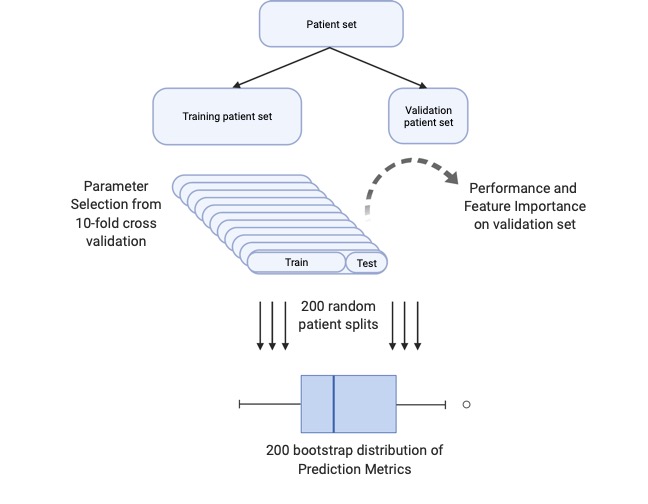 Patient set
Training patient set
Validation
patient set
Parameter
Selection from
10-fold cross
validation
Performance and
Feature Importance
on validation set
Train
Test
200 random
patient splits
200 bootstrap distribution of
Prediction Metrics